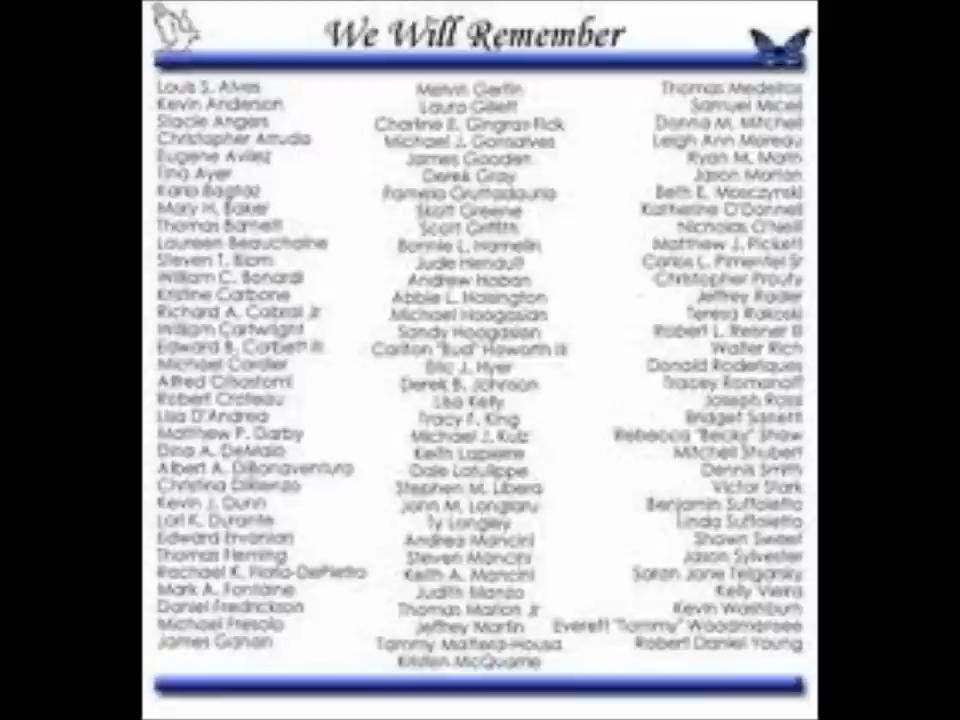 We Will Remember
Louis S. Alves
Kevin Anderson
Stacie Angers
Christopher Arruda
Eugene Avilez
Tina Ayer
Karla Bagtaz
Mary H. Baker
Thomas Barnett
Laureen Beauchaine
Steven T. Blom
William C. Bonardi
Kristine Carbone
Richard A. Cabral Jr
William Cartwright
Edward B. Corbett III
Michael Cordier
Alfred Crisostomi
Robert Croteau
Lisa D'Andrea
Matthew P. Darby
Dina A. DeMaio
Albert A. DiBonaventura
Christina DiRienzo
Kevin J. Dunn
Lori K. Durante
Edward Ervanian
Thomas Fleming
Rachael K. Florio-DePietro
Mark A. Fontaine
Daniel Fredrickson
Michael Fresolo
James Gahan
Melvin Gerfin
Laura Gillett
Charline E. Gingras-Fick
Michael J. Gonsalves
James Gooden
Derek Gray
Pamela Gruttadauria
Skott Greene
Scott Griffith
Bonnie L. Hamelin
Jude Henault
Andrew Hoban
Abbie L. Hoisington
Michael Hoogasian
Sandy Hoogasian
Carlton "Bud" Howorth III
Eric J. Hyer
Derek B. Johnson
Lisa Kelly
Tracy F. King
Michael J. Kulz
Keith Lapierre
Dale Latulippe
Stephen M. Libera
John M. Longiaru
Ty Longley
Andrea Mancini
Steven Mancini
Keith A. Mancini
Judith Manzo
Thomas Marion Jr
Jeffrey Martin
Tammy Mattera-Housa
Kristen McQuarrie
Thomas Medeiros
Samuel Miceli
Donna M. Mitchell
Leigh Ann Moreau
Ryan M. Morin
Jason Morton
Beth E. Mosczynski
Katherine O'Donnell
Nicholas O'Neill
Matthew J. Pickett
Carlos L. Pimentel Sr
Christopher Prouty
Jeffrey Rader
Teresa Rakoski
Robert L. Reisner III
Walter Rich
Donald Roderiques
Tracey Romanoff
Joseph Rossi
Bridget Sanetti
Rebecca "Becky" Shaw
Mitchell Shubert
Dennis Smith
Victor Stark
Benjamin Suffoletto
Linda Suffoletto
Shawn Sweet
Jason Sylvester
Sarah Jane Telgarsky
Kelly Vieira
Kevin Washburn
Everett "Tommy" Woodmansee
Robert Daniel Young